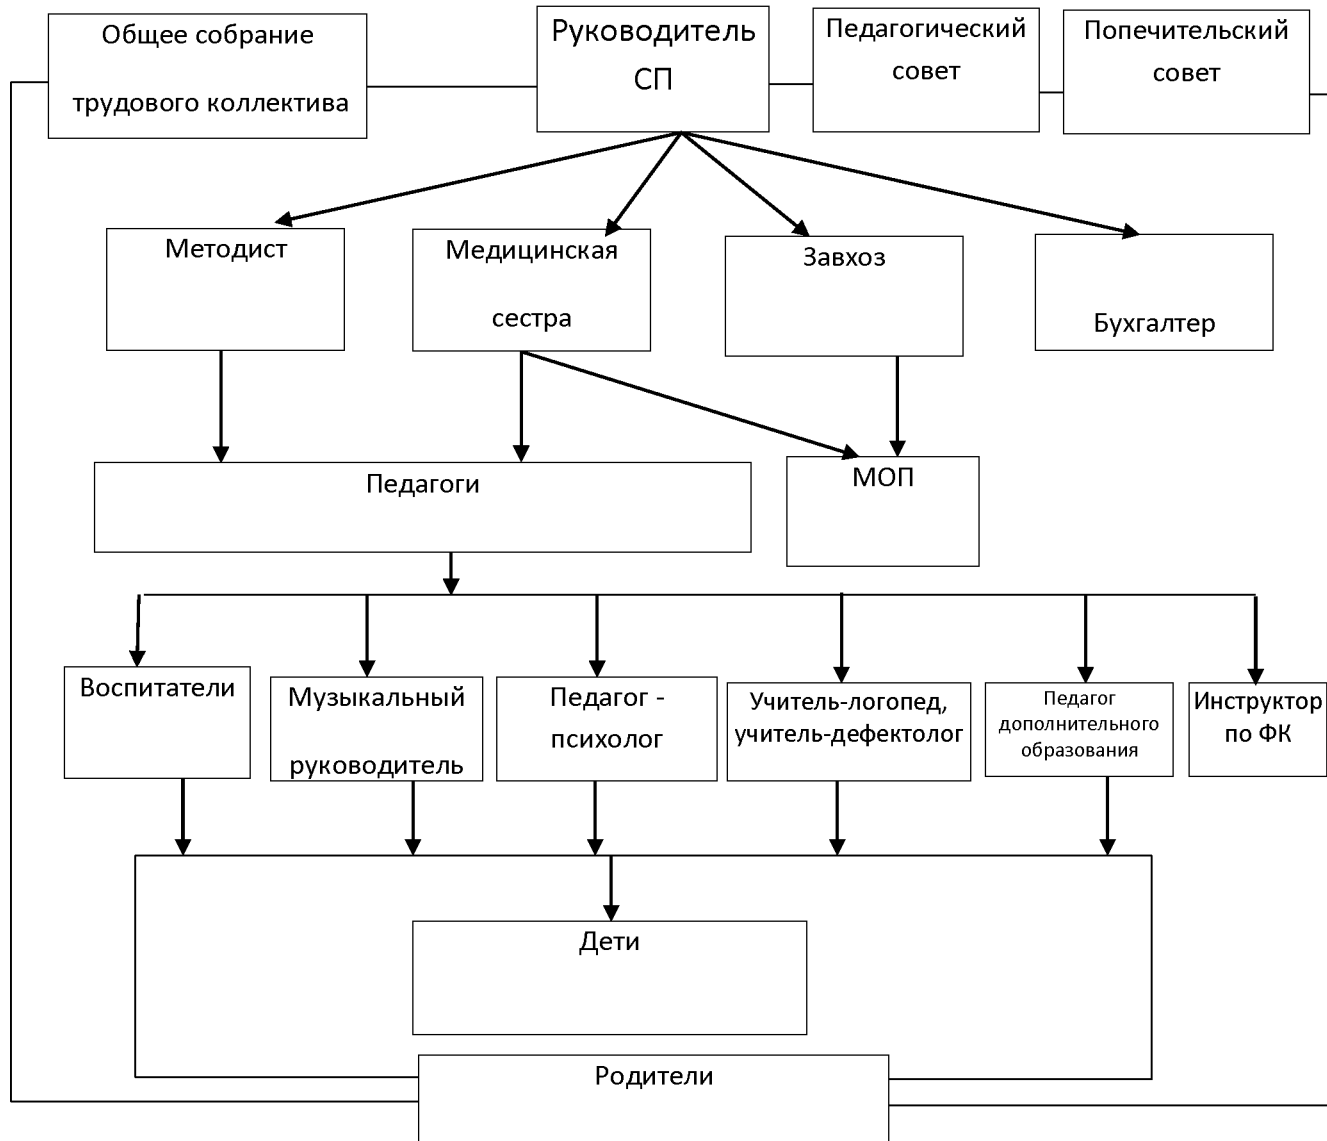 Общее собрание
трудового коллектива
Руководитель
СП
Педагогический
совет
Попечительский
совет
Методист
Медицинская
сестра
Завхоз
Бухгалтер
Педагоги
МОП
Воспитатели
Музыкальный
руководитель
Педагог -
психолог
Учитель-логопед,
учитель-дефектолог
Педагог
дополнительного
образования
Инструктор
по ФК
Дети
Родители